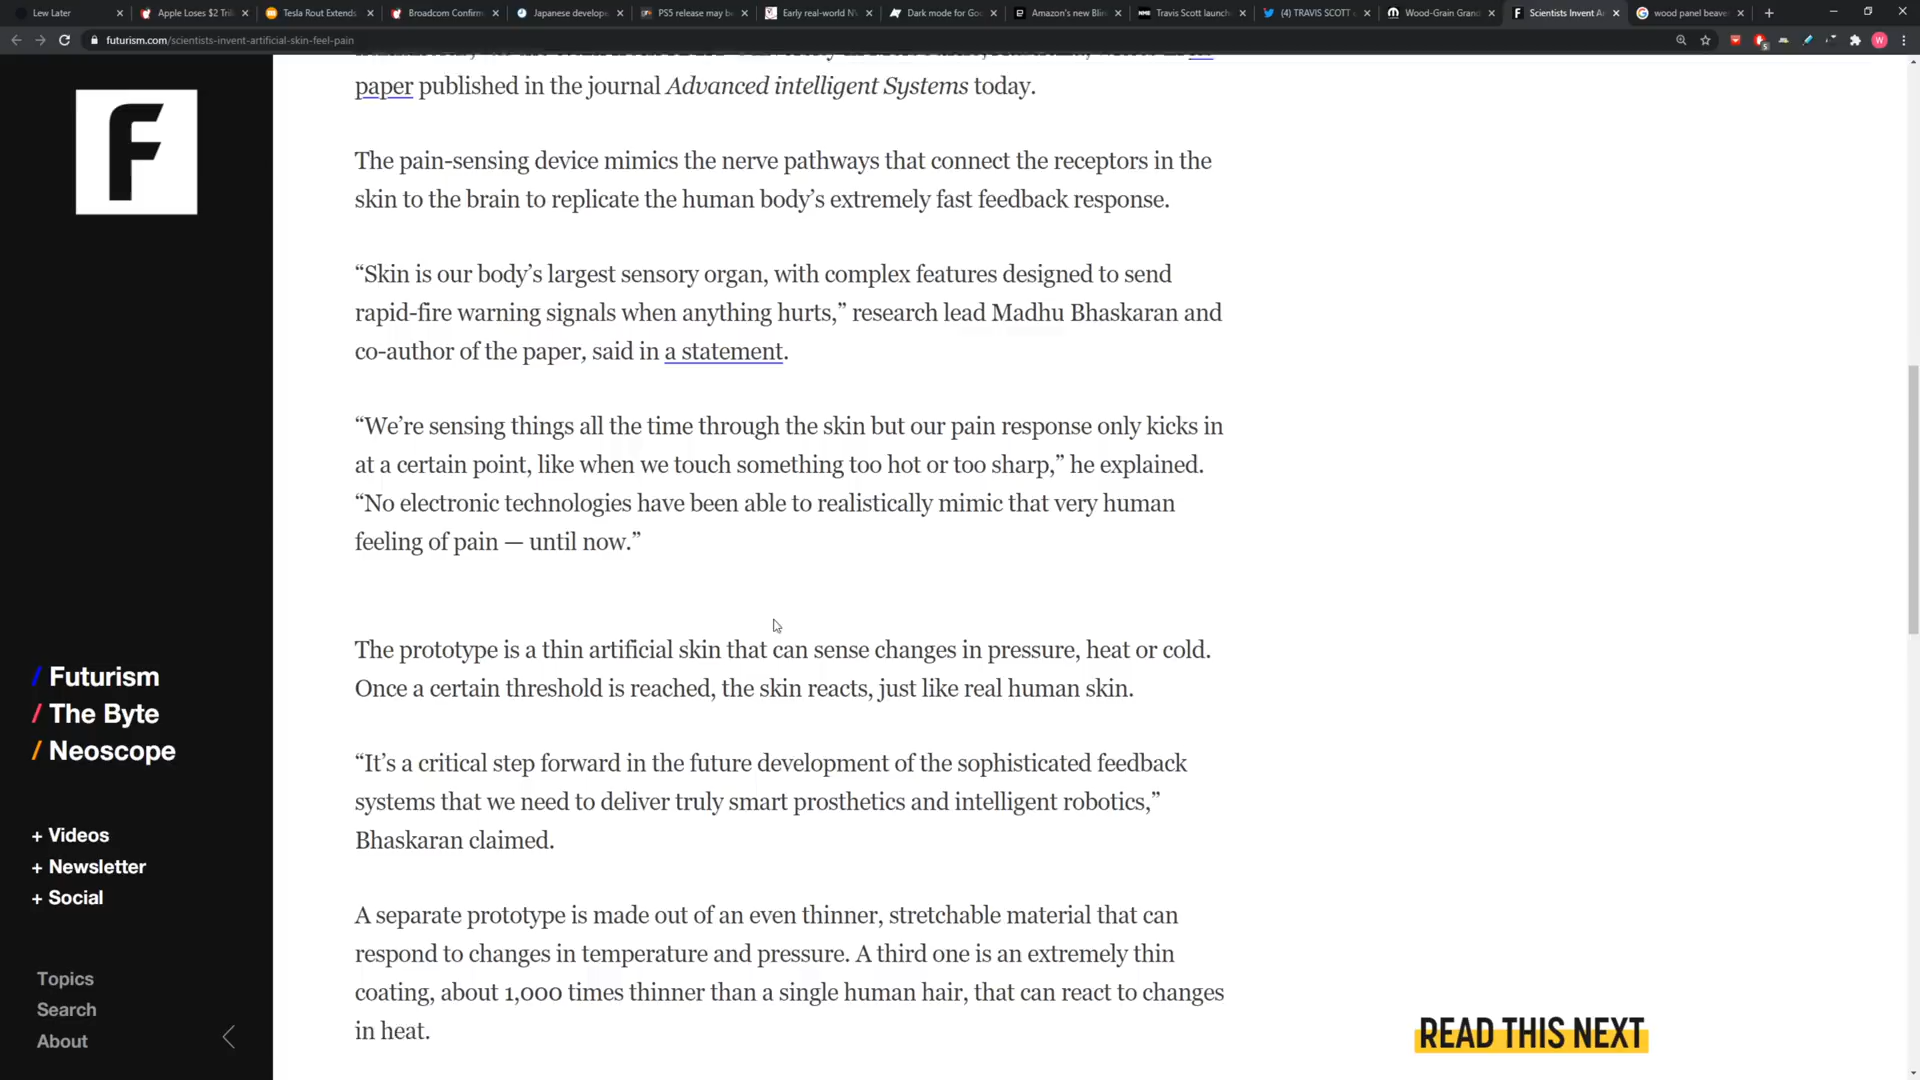 Lew Later
Apple Loses $2 Tril
Tesla Rout Extends
Broadcom Confirm
Japanese develope
PS5 release may b
Early real-world N
Dark mode for Goo
Amazon's new Blin
Travis Scott launch
(4) TRAVIS SCOTT
Wood-Grain Grand
Scientists Invent A
wood panel beave
futurism.com/scientists-invent-artificial-skin-feel-pain
5
W
F
paper published in the journal Advanced intelligent Systems today.
The pain-sensing device mimics the nerve pathways that connect the receptors in the
skin to the brain to replicate the human body’s extremely fast feedback response.
“Skin is our body’s largest sensory organ, with complex features designed to send
rapid-fire warning signals when anything hurts,” research lead Madhu Bhaskaran and
co-author of the paper, said in a statement.
“We’re sensing things all the time through the skin but our pain response only kicks in
at a certain point, like when we touch something too hot or too sharp,” he explained.
“No electronic technologies have been able to realistically mimic that very human
feeling of pain — until now.”
The prototype is a thin artificial skin that can sense changes in pressure, heat or cold.
Once a certain threshold is reached, the skin reacts, just like real human skin.
“It’s a critical step forward in the future development of the sophisticated feedback
systems that we need to deliver truly smart prosthetics and intelligent robotics,”
Bhaskaran claimed.
A separate prototype is made out of an even thinner, stretchable material that can
respond to changes in temperature and pressure. A third one is an extremely thin
coating, about 1,000 times thinner than a single human hair, that can react to changes
in heat.
/ Futurism
/ The Byte
/ Neoscope
+ Videos
+ Newsletter
+ Social
Topics
Search
About
READ THIS NEXT